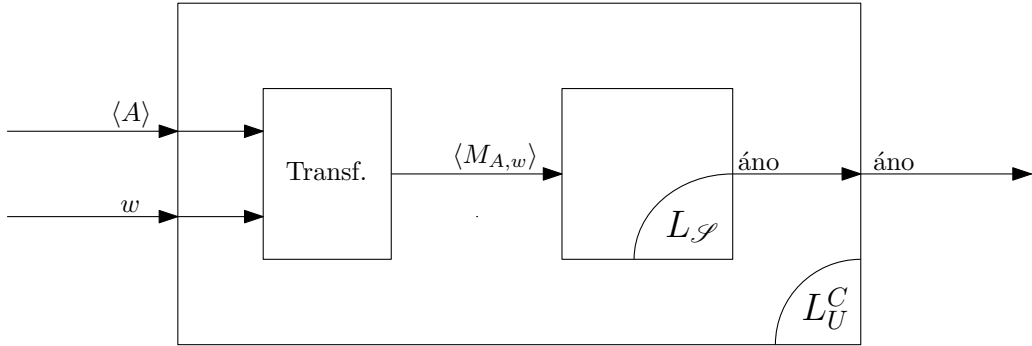 ⟨A⟩
w
Transf.
⟨M_{A,w}⟩
L_𝒮
áno
áno
L_U^C